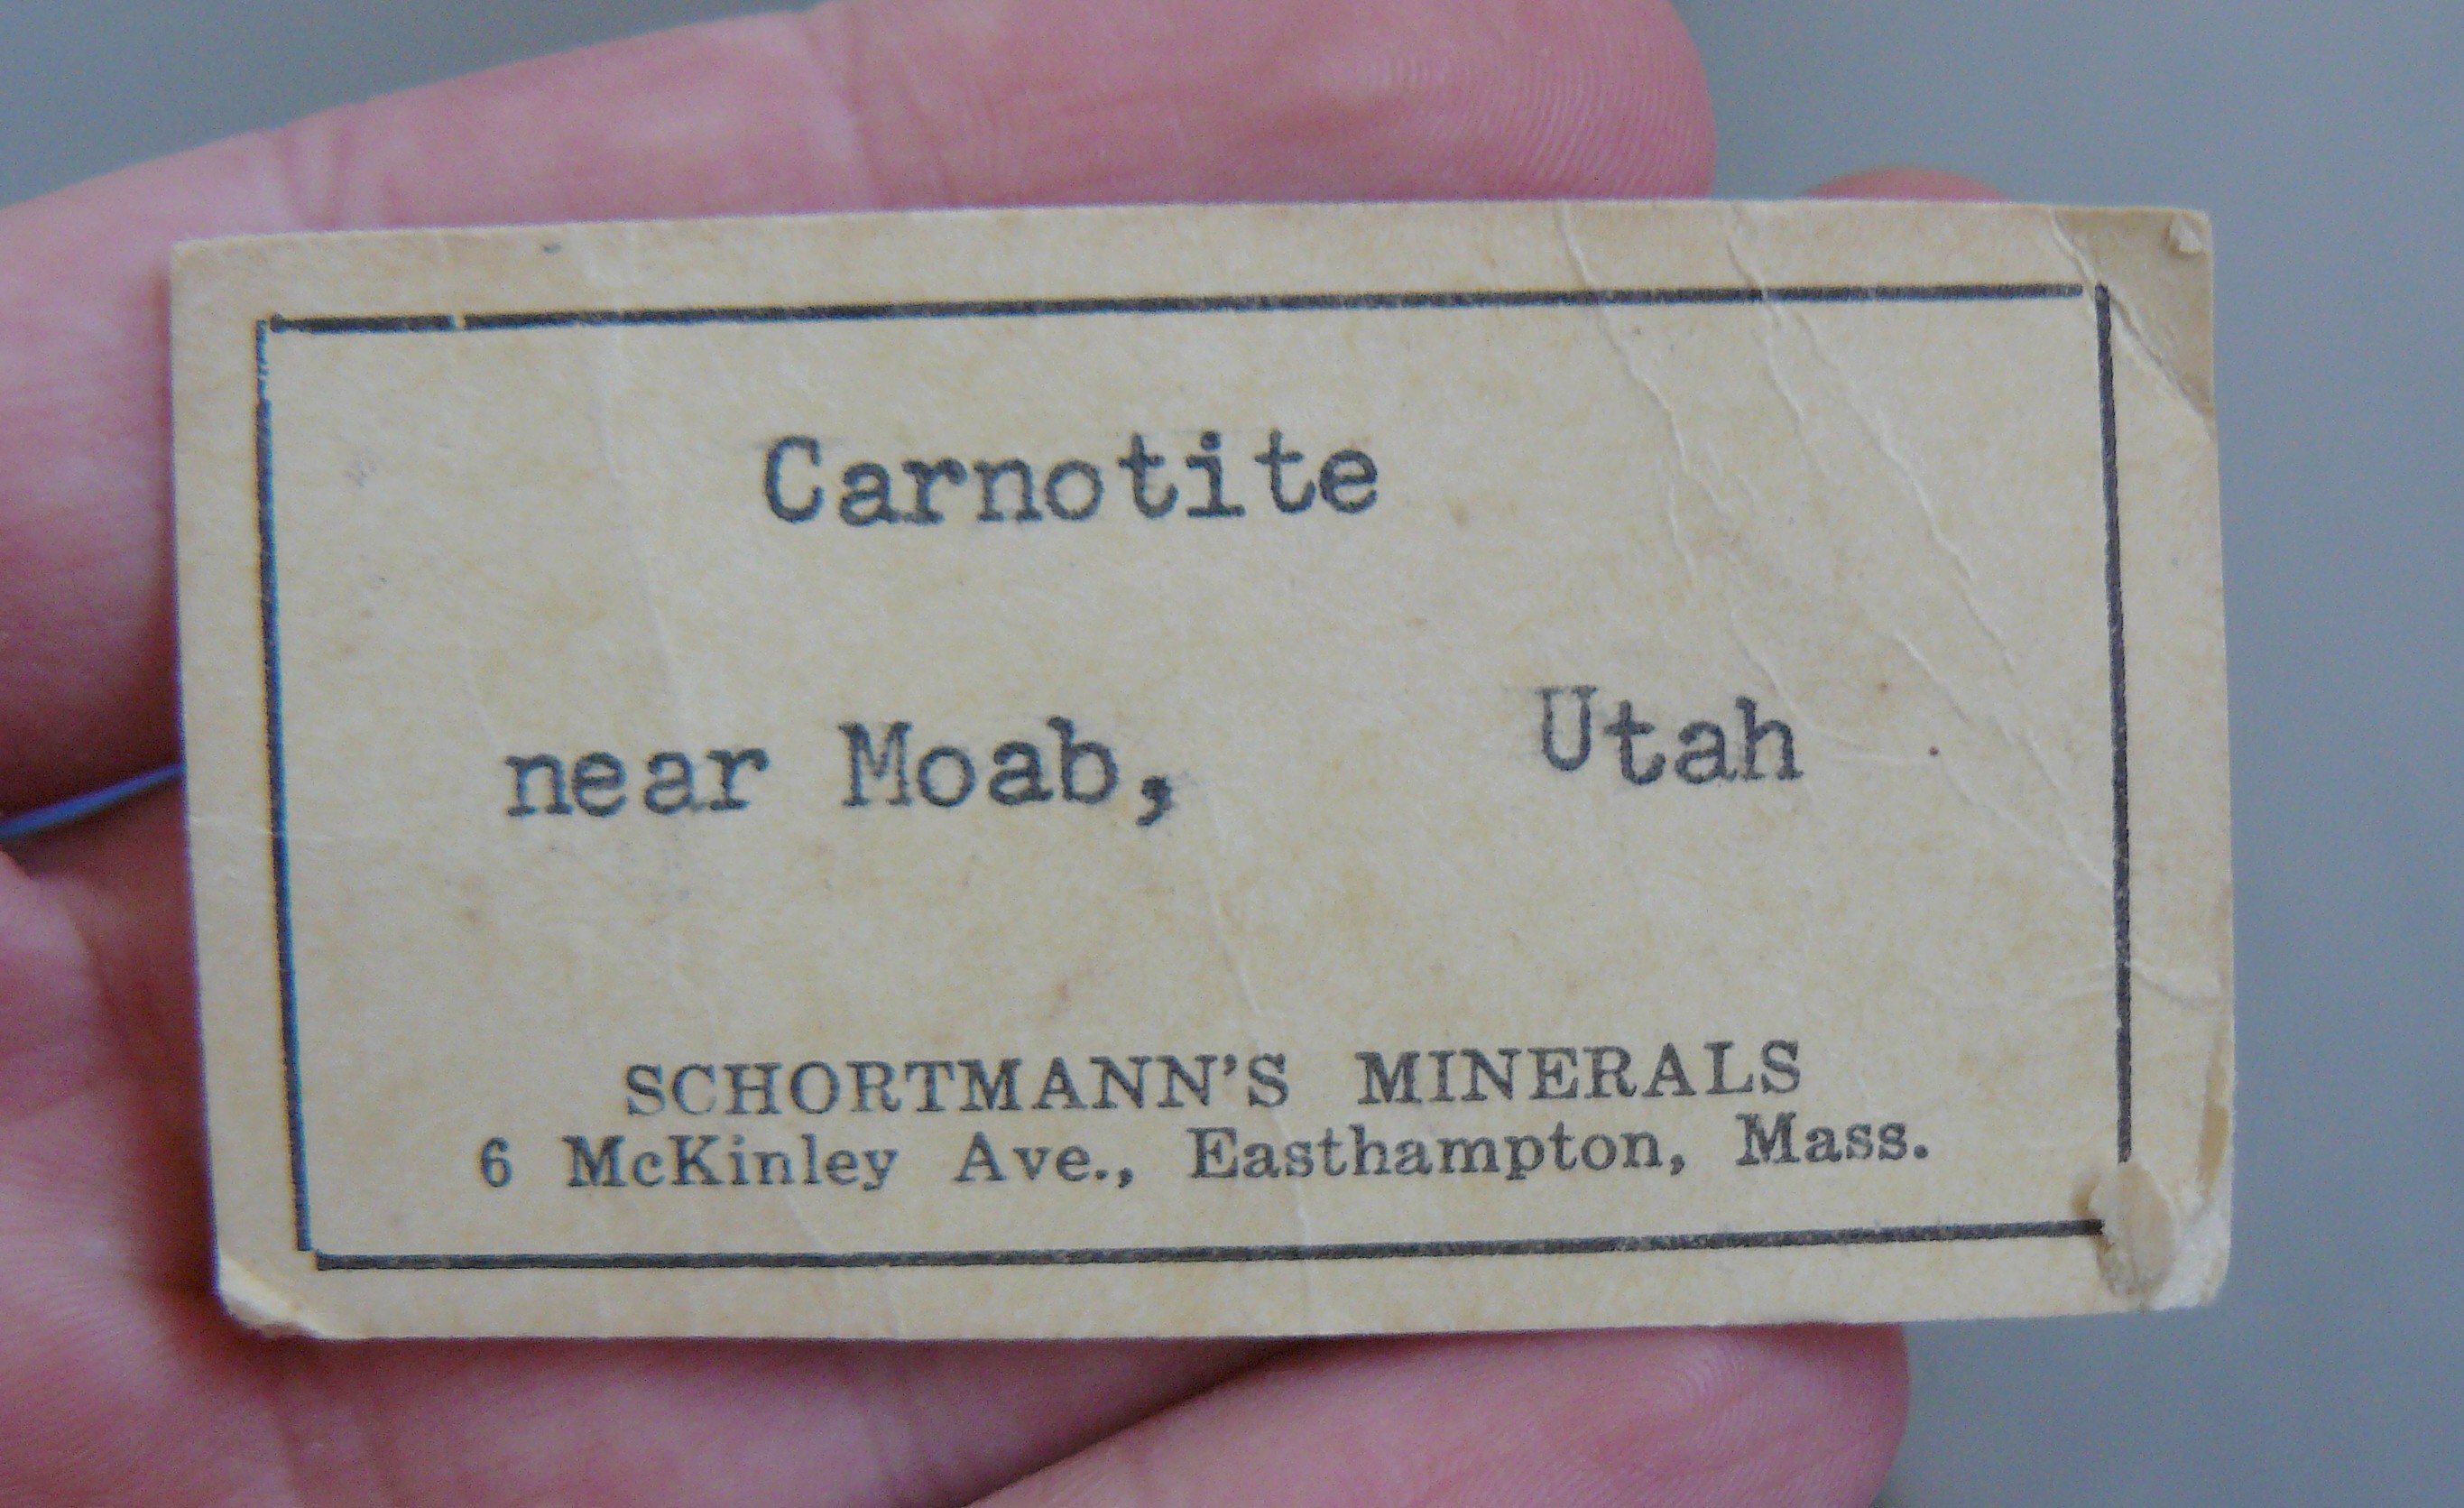 Carnotite
near Moab, Utah
SCHORTMANN'S MINERALS
6 McKinley Ave., Easthampton, Mass.